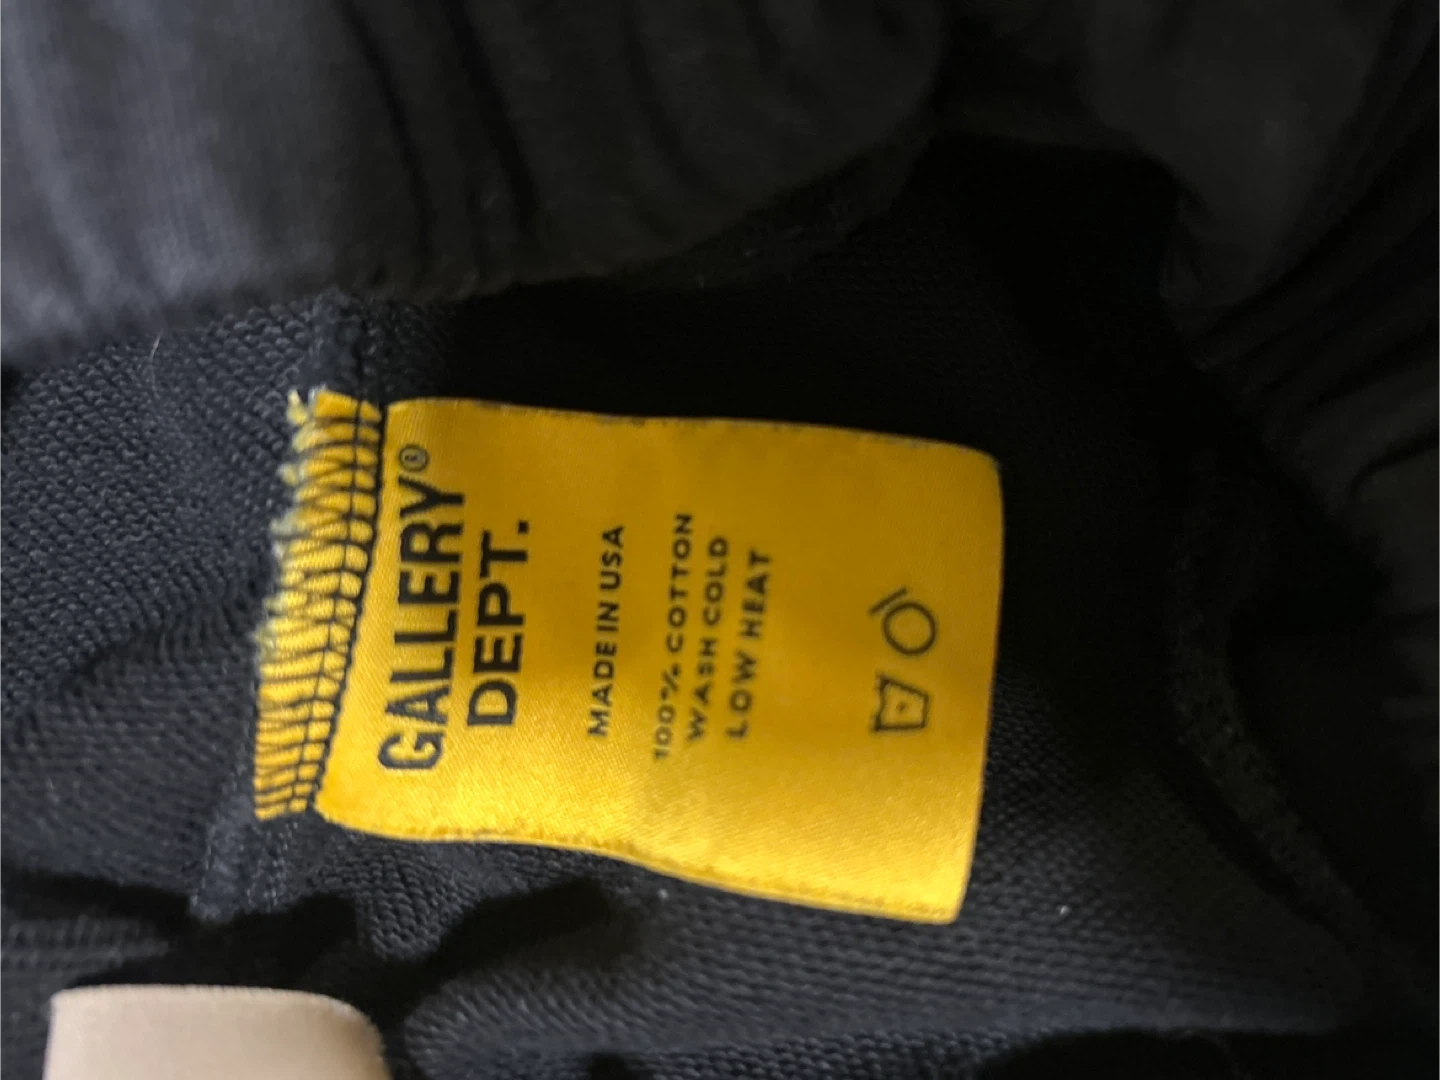 GALLERY®
DEPT.
MADE IN USA
100% COTTON
WASH COLD
LOW HEAT